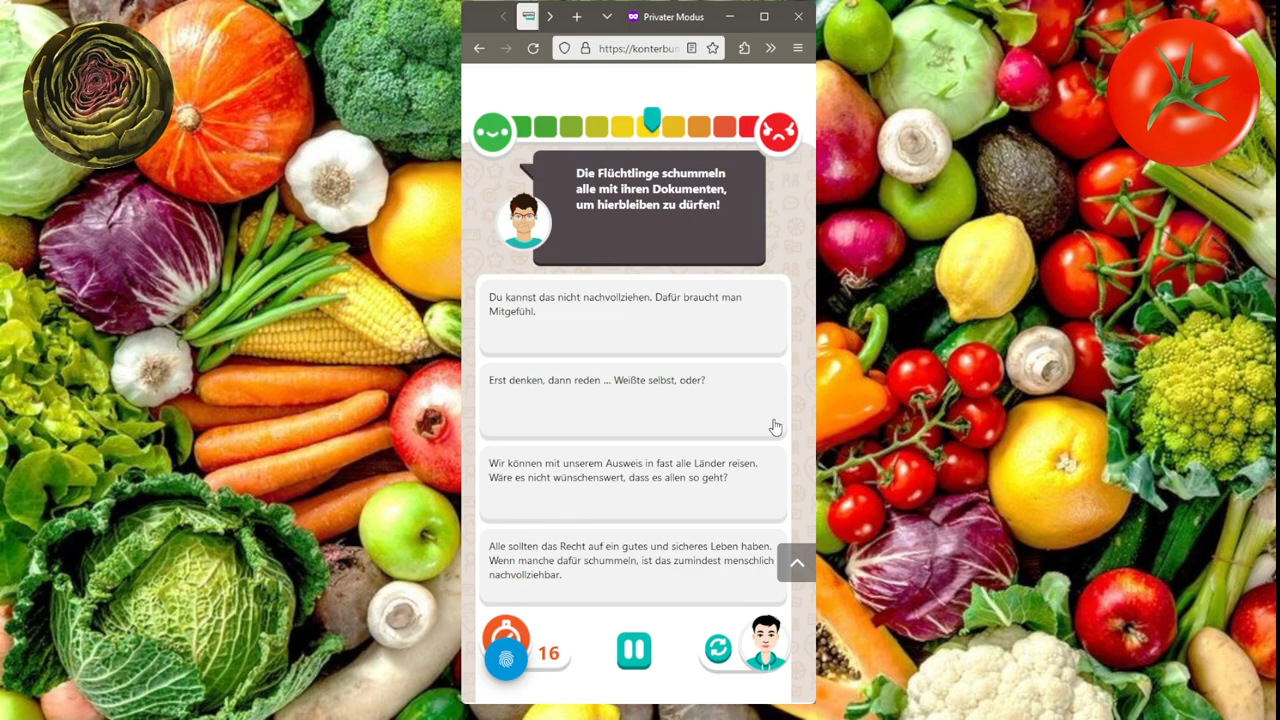 Privater Modus
https://konterbun
Die Flüchtlinge schummeln
alle mit ihren Dokumenten,
um hierbleiben zu dürfen!
Du kannst das nicht nachvollziehen. Dafür braucht man
Mitgefühl.
Erst denken, dann reden ... Weißte selbst, oder?
Wir können mit unserem Ausweis in fast alle Länder reisen.
Wäre es nicht wünschenswert, dass es allen so geht?
Alle sollten das Recht auf ein gutes und sicheres Leben haben.
Wenn manche dafür schummeln, ist das zumindest menschlich
nachvollziehbar.
16